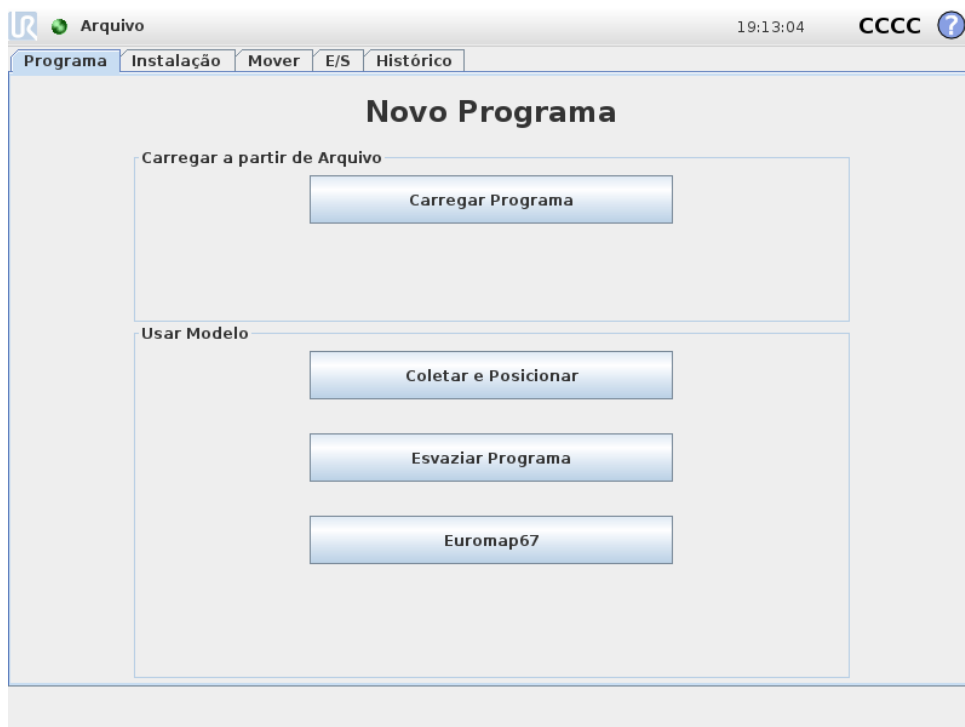 UR Arquivo 19:13:04 CCCC ?
Programa Instalação Mover E/S Histórico
Novo Programa
Carregar a partir de Arquivo
Carregar Programa
Usar Modelo
Coletar e Posicionar
Esvaziar Programa
Euromap67